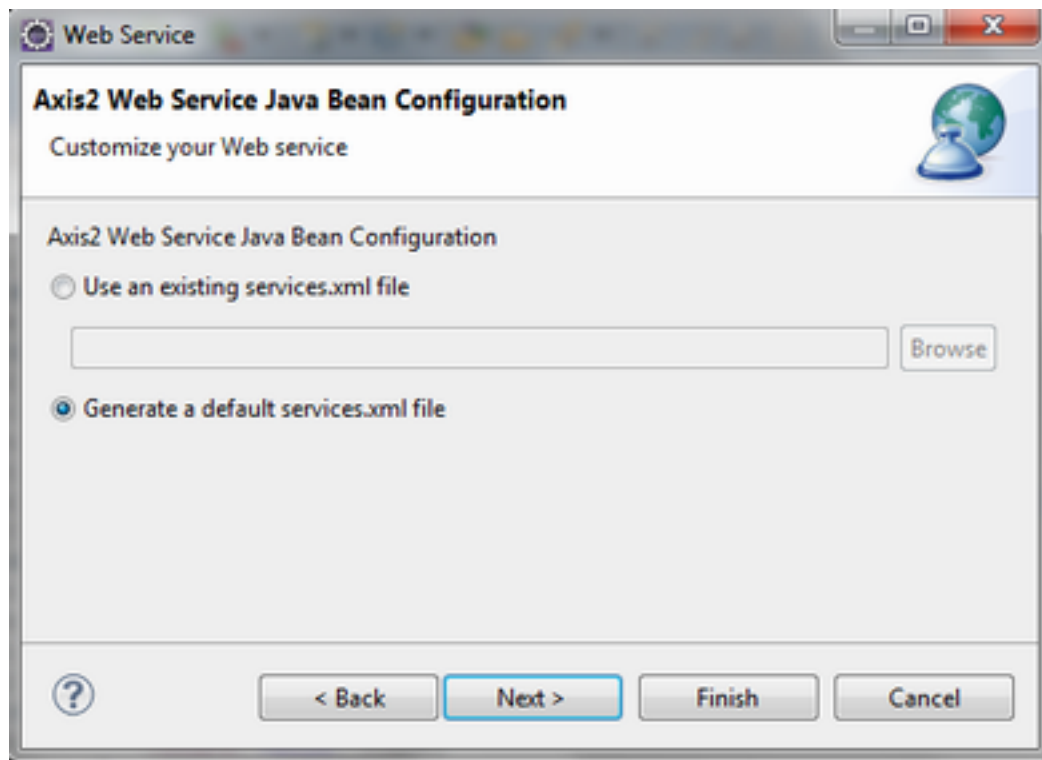 Web Service
Axis2 Web Service Java Bean Configuration
Customize your Web service
Axis2 Web Service Java Bean Configuration
Use an existing services.xml file
Browse
Generate a default services.xml file
? < Back Next > Finish Cancel